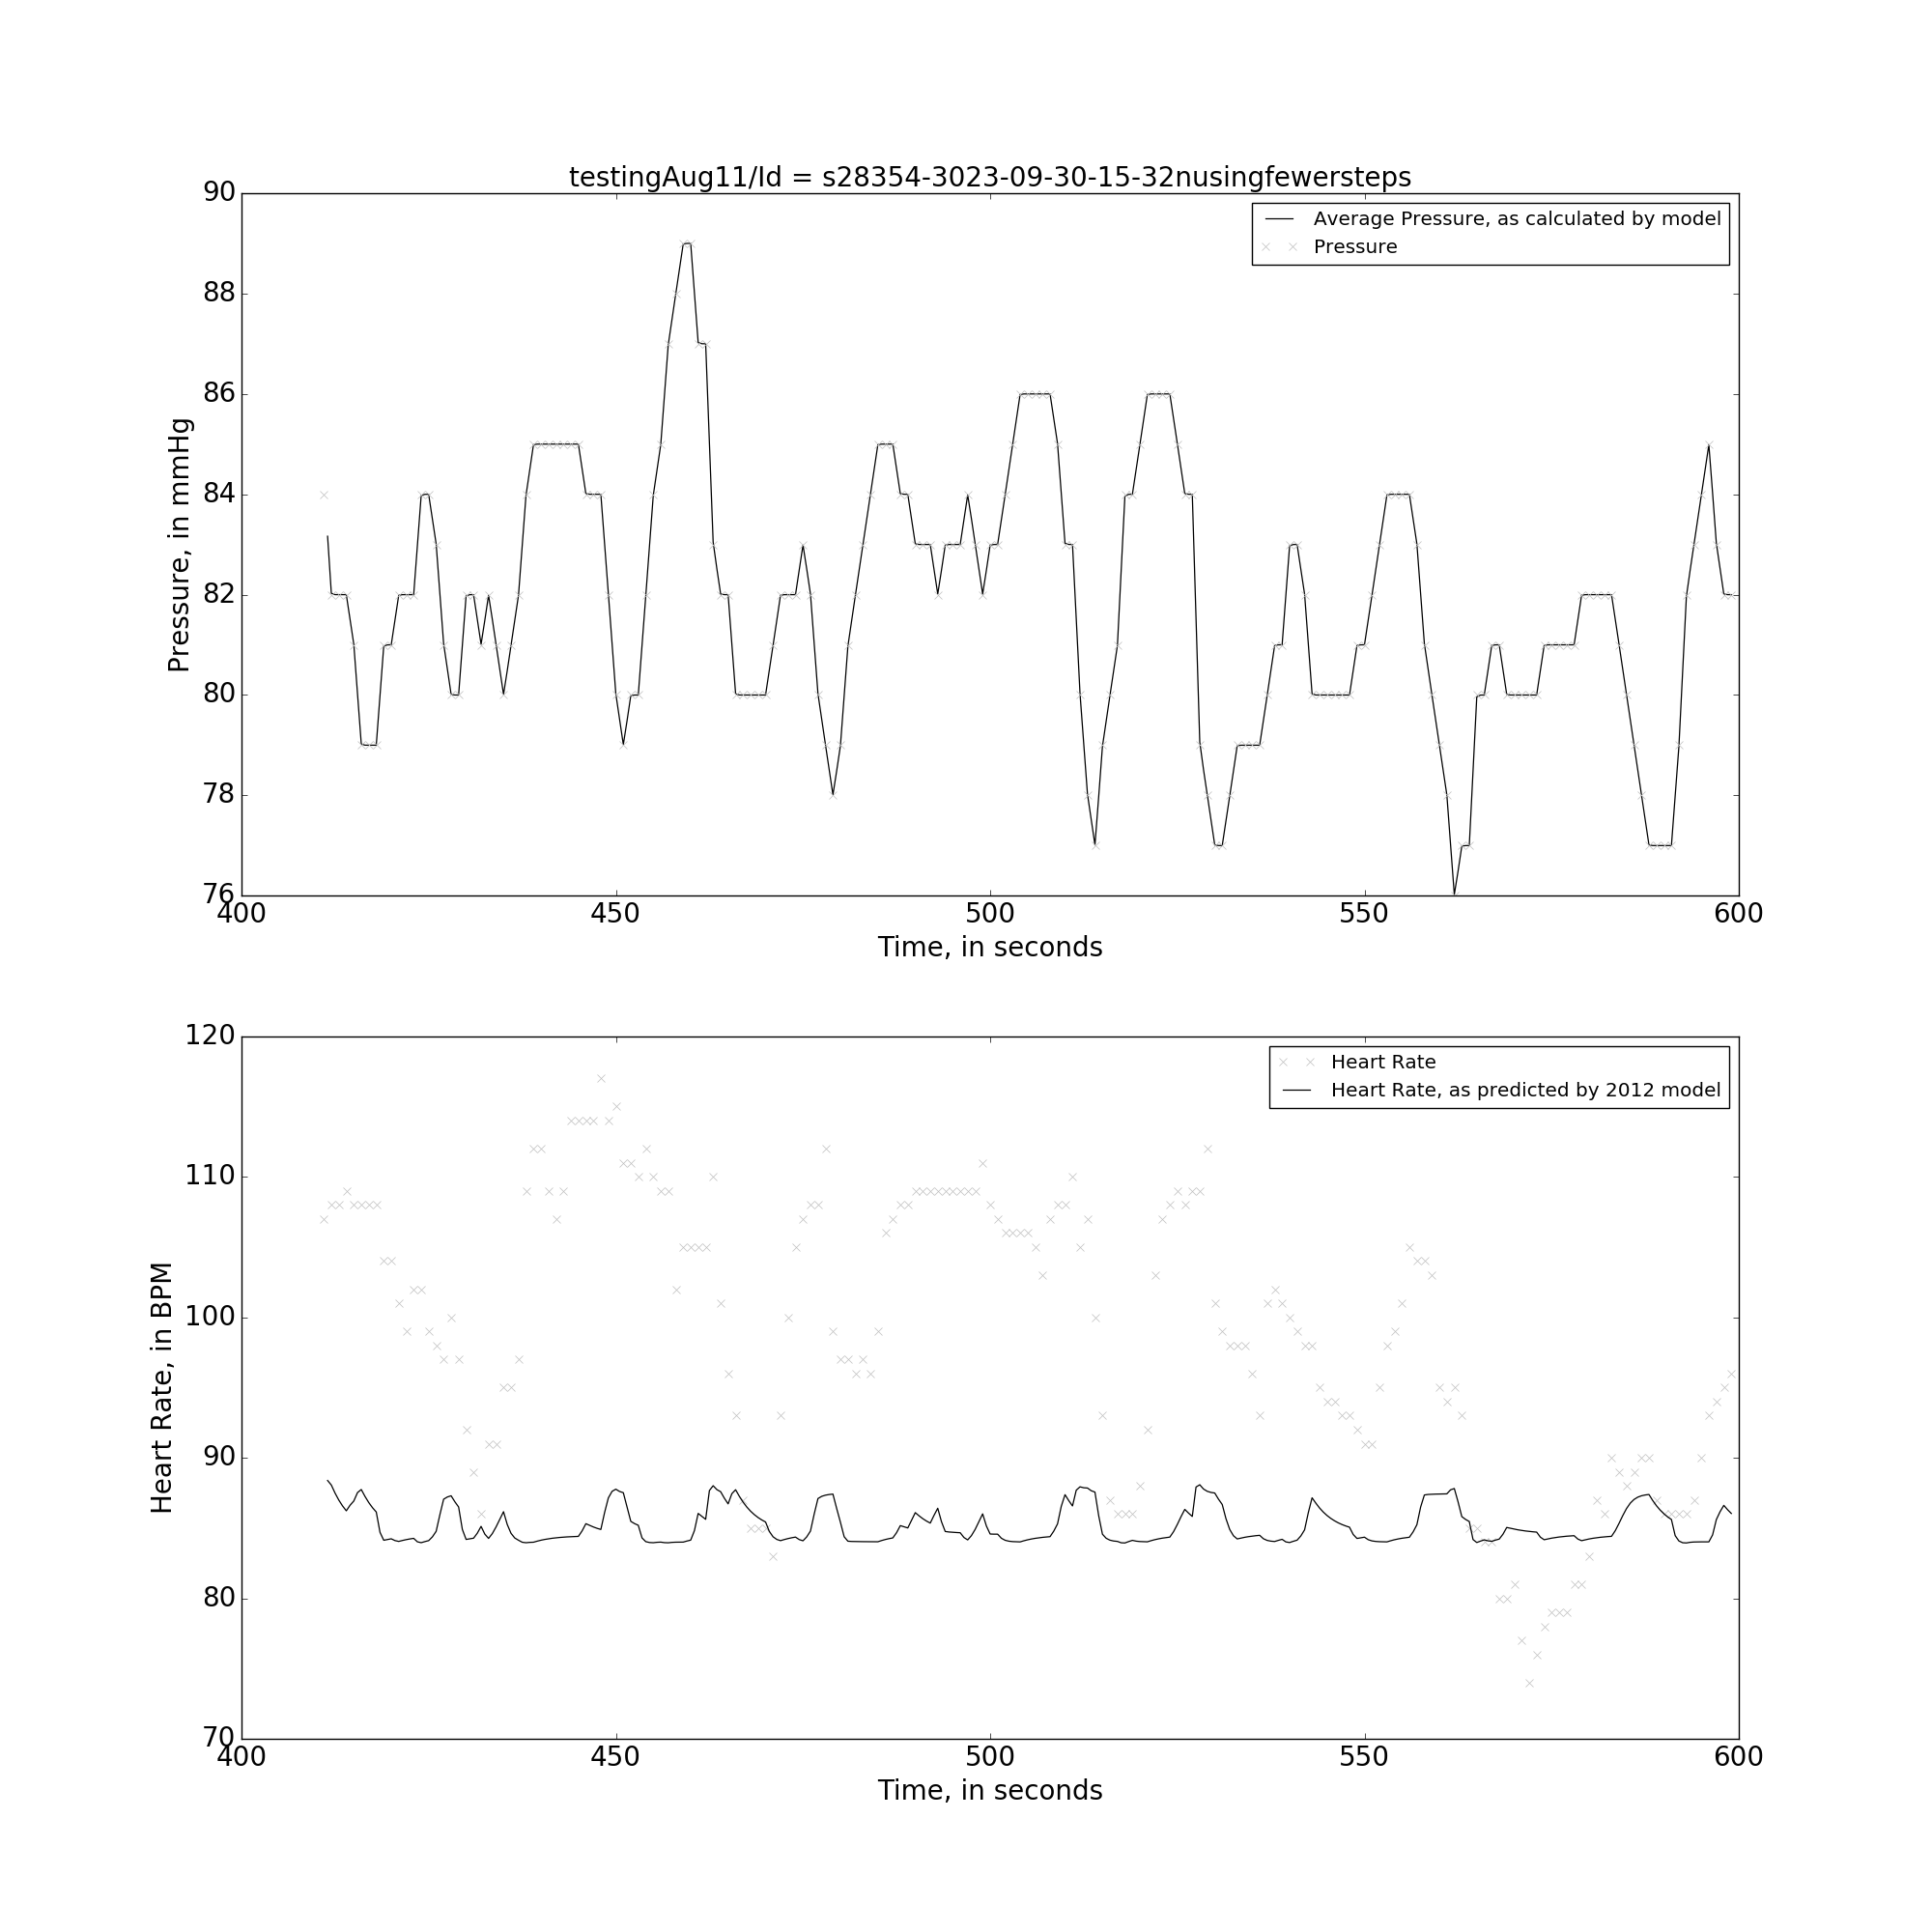 testingAug11/Id = s28354-3023-09-30-15-32nusingfewersteps
90
88
86
84
82
80
78
76
Pressure, in mmHg
Average Pressure, as calculated by model
Pressure
400 450 500 550 600
Time, in seconds
120
110
100
90
80
70
Heart Rate, in BPM
Heart Rate
Heart Rate, as predicted by 2012 model
400 450 500 550 600
Time, in seconds